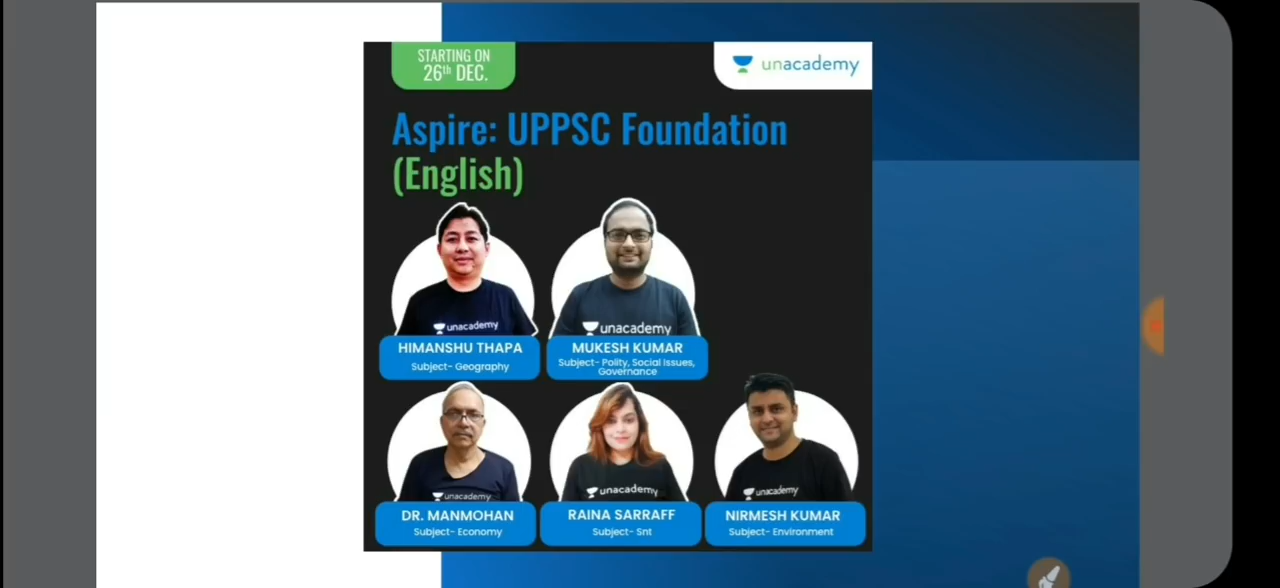 STARTING ON
26th DEC.
unacademy
Aspire: UPPSC Foundation
(English)
unacademy
unacademy
HIMANSHU THAPA
Subject- Geography
MUKESH KUMAR
Subject- Polity, Social Issues,
Governance
unacademy
unacademy
unacademy
DR. MANMOHAN
Subject- Economy
RAINA SARRAFF
Subject- Snt
NIRMESH KUMAR
Subject- Environment